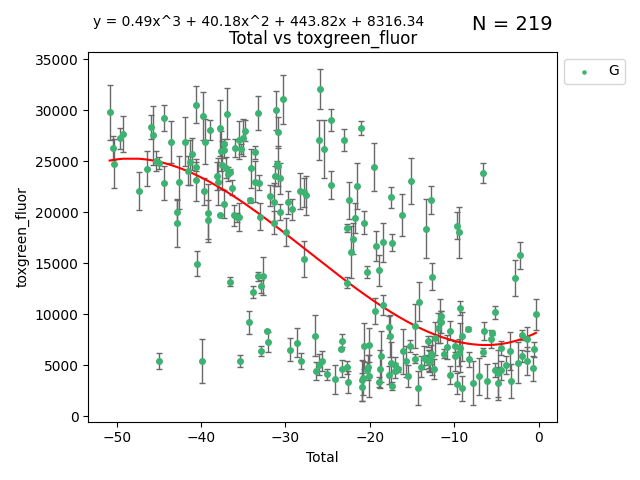 y = 0.49x^3 + 40.18x^2 + 443.82x + 8316.34
N = 219
Total vs toxgreen_fluor
G
35000
30000
25000
20000
15000
10000
5000
0
toxgreen_fluor
−50 −40 −30 −20 −10 0
Total